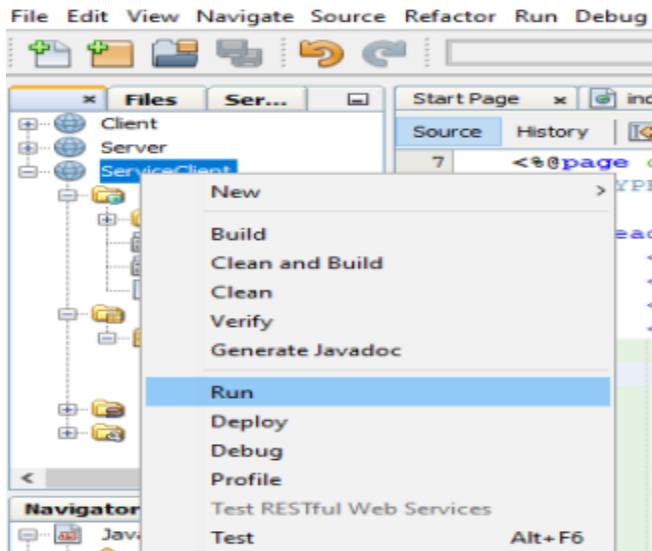 File Edit View Navigate Source Refactor Run Debug
Files Ser...
Start Page
Client
Server
ServiceClient
Source History
7 <%@page
New
Build
Clean and Build
Clean
Verify
Generate Javadoc
Run
Deploy
Debug
Profile
Test RESTful Web Services
Test Alt+F6
Navigator